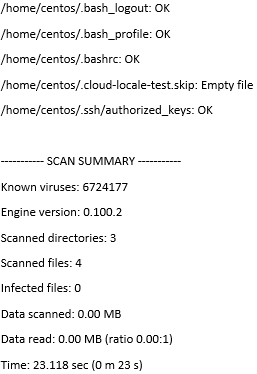 /home/centos/.bash_logout: OK
/home/centos/.bash_profile: OK
/home/centos/.bashrc: OK
/home/centos/.cloud-locale-test.skip: Empty file
/home/centos/.ssh/authorized_keys: OK
----------- SCAN SUMMARY -----------
Known viruses: 6724177
Engine version: 0.100.2
Scanned directories: 3
Scanned files: 4
Infected files: 0
Data scanned: 0.00 MB
Data read: 0.00 MB (ratio 0.00:1)
Time: 23.118 sec (0 m 23 s)